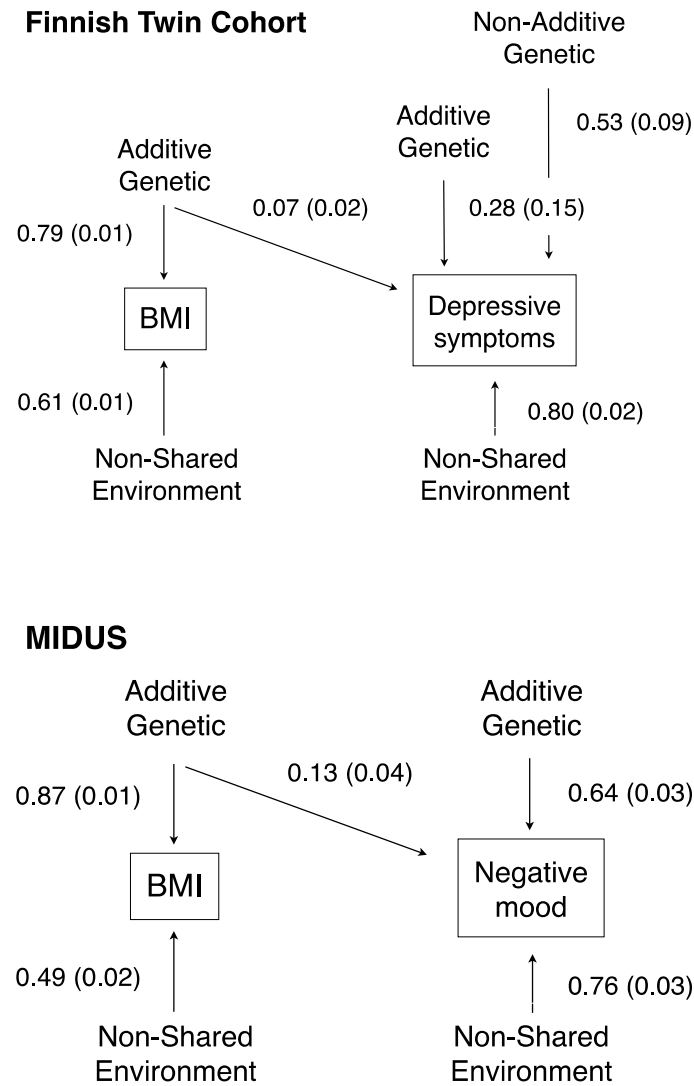 Finnish Twin Cohort
Non-Additive
Genetic
0.53 (0.09)
Additive
Genetic
Additive
Genetic
0.07 (0.02)
0.28 (0.15)
0.79 (0.01)
BMI
Depressive
symptoms
0.61 (0.01)
0.80 (0.02)
Non-Shared
Environment
Non-Shared
Environment
MIDUS
Additive
Genetic
Additive
Genetic
0.13 (0.04)
0.87 (0.01)
0.64 (0.03)
BMI
Negative
mood
0.49 (0.02)
0.76 (0.03)
Non-Shared
Environment
Non-Shared
Environment